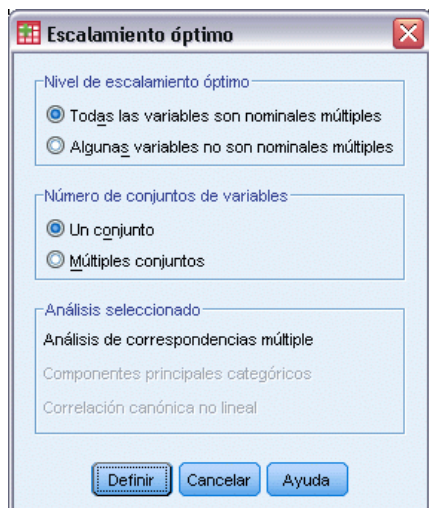 Escalamiento óptimo
Nivel de escalamiento óptimo
Todas las variables son nominales múltiples
Algunas variables no son nominales múltiples
Número de conjuntos de variables
Un conjunto
Múltiples conjuntos
Análisis seleccionado
Análisis de correspondencias múltiple
Componentes principales categóricos
Correlación canónica no lineal
Definir Cancelar Ayuda